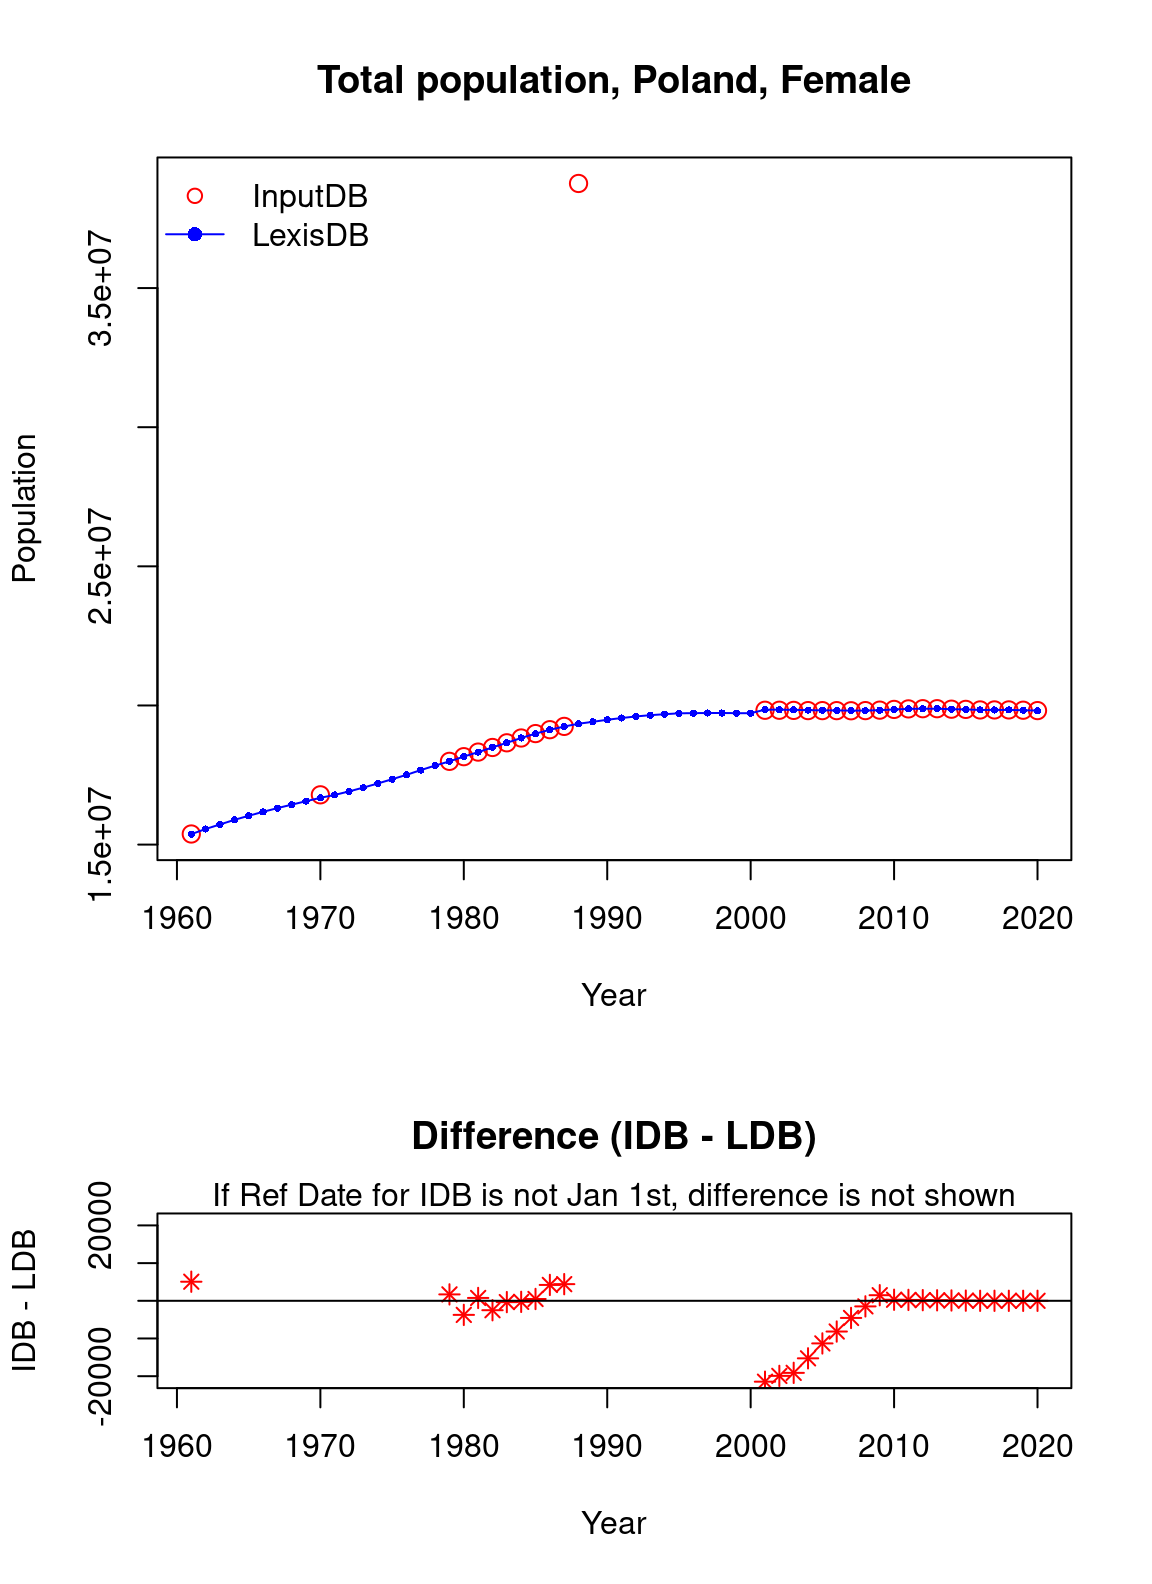 Total population, Poland, Female
InputDB
LexisDB
Population
3.5e+07
2.5e+07
1.5e+07
1960 1970 1980 1990 2000 2010 2020
Year
Difference (IDB - LDB)
If Ref Date for IDB is not Jan 1st, difference is not shown
IDB - LDB
20000
-20000
1960 1970 1980 1990 2000 2010 2020
Year